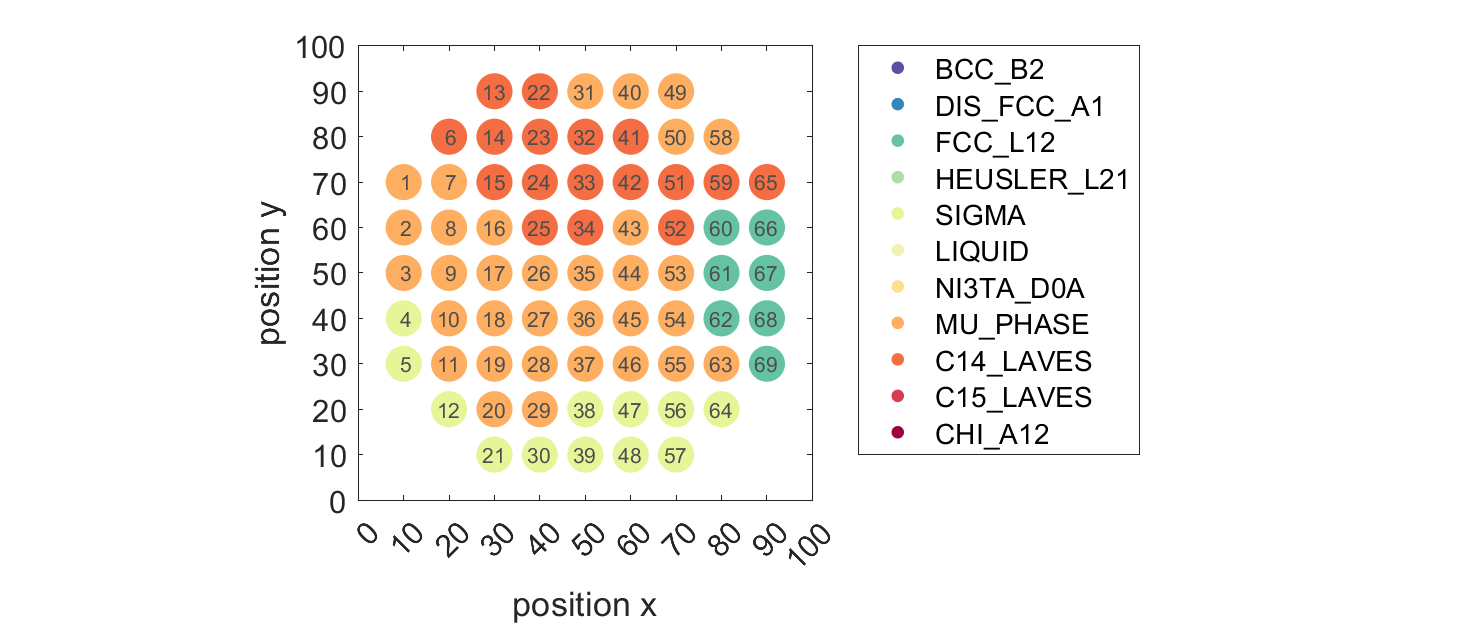 100
90 13 22 31 40 49
80 6 14 23 32 41 50 58
70 1 7 15 24 33 42 51 59 65
60 2 8 16 25 34 43 52 60 66
50 3 9 17 26 35 44 53 61 67
40 4 10 18 27 36 45 54 62 68
30 5 11 19 28 37 46 55 63 69
20 12 20 29 38 47 56 64
10 21 30 39 48 57
0
position y
0 10 20 30 40 50 60 70 80 90 100
position x
BCC_B2
DIS_FCC_A1
FCC_L12
HEUSLER_L21
SIGMA
LIQUID
NI3TA_D0A
MU_PHASE
C14_LAVES
C15_LAVES
CHI_A12